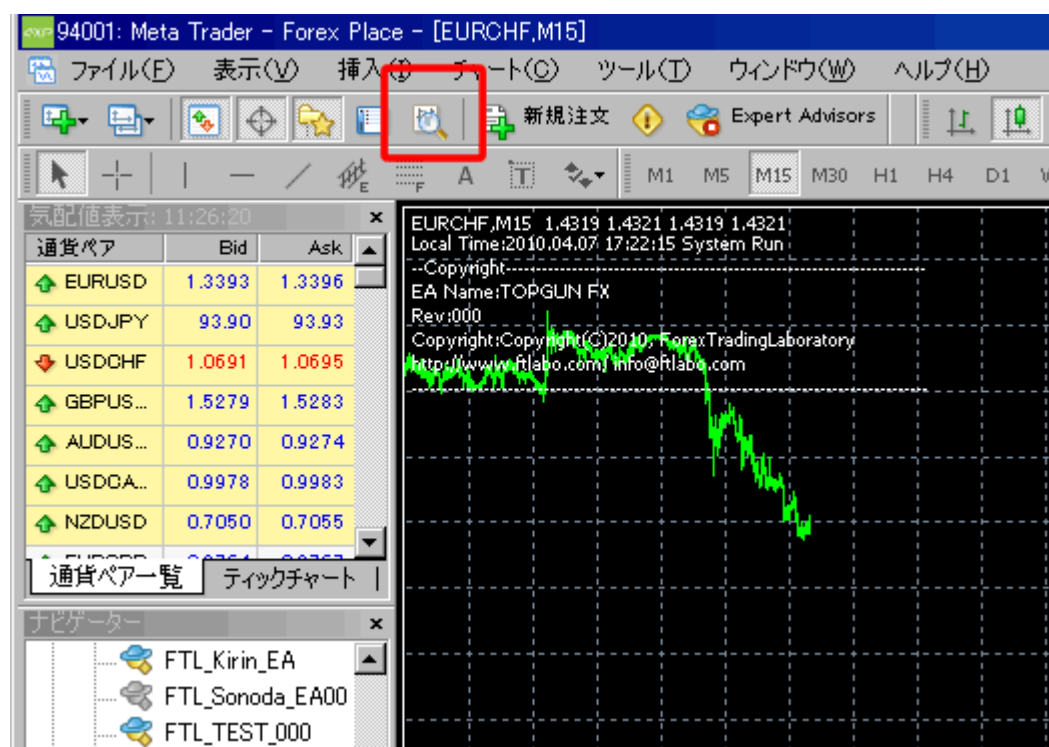 94001: Meta Trader - Forex Place - [EURCHF,M15]
ファイル(F) 表示(V) 挿入(I) チャート(C) ツール(T) ウィンドウ(W) ヘルプ(H)
新規注文 Expert Advisors
E F A T M1 M5 M15 M30 H1 H4 D1
気配値表示: 11:26:20
通貨ペア Bid Ask
EURUSD 1.3393 1.3396
USDJPY 93.90 93.93
USDCHF 1.0691 1.0695
GBPUS... 1.5279 1.5283
AUDUS... 0.9270 0.9274
USDCA... 0.9978 0.9983
NZDUSD 0.7050 0.7055
通貨ペア一覧 ティックチャート
ナビゲーター
FTL_Kirin_EA
FTL_Sonoda_EA00
FTL_TEST_000
EURCHF,M15 1.4319 1.4321 1.4319 1.4321
Local Time:2010.04.07 17:22:15 System Run
--Copyright--------------------------------------------
EA Name:TOPGUN FX
Rev:000
Copyright:Copyright(C)2010, ForexTradingLaboratory
http://www.ftlabo.com/ info@ftlabo.com